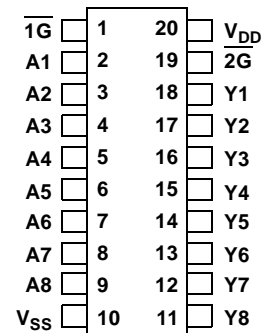 1G 1 20 VDD
A1 2 19 2G
A2 3 18 Y1
A3 4 17 Y2
A4 5 16 Y3
A5 6 15 Y4
A6 7 14 Y5
A7 8 13 Y6
A8 9 12 Y7
VSS 10 11 Y8